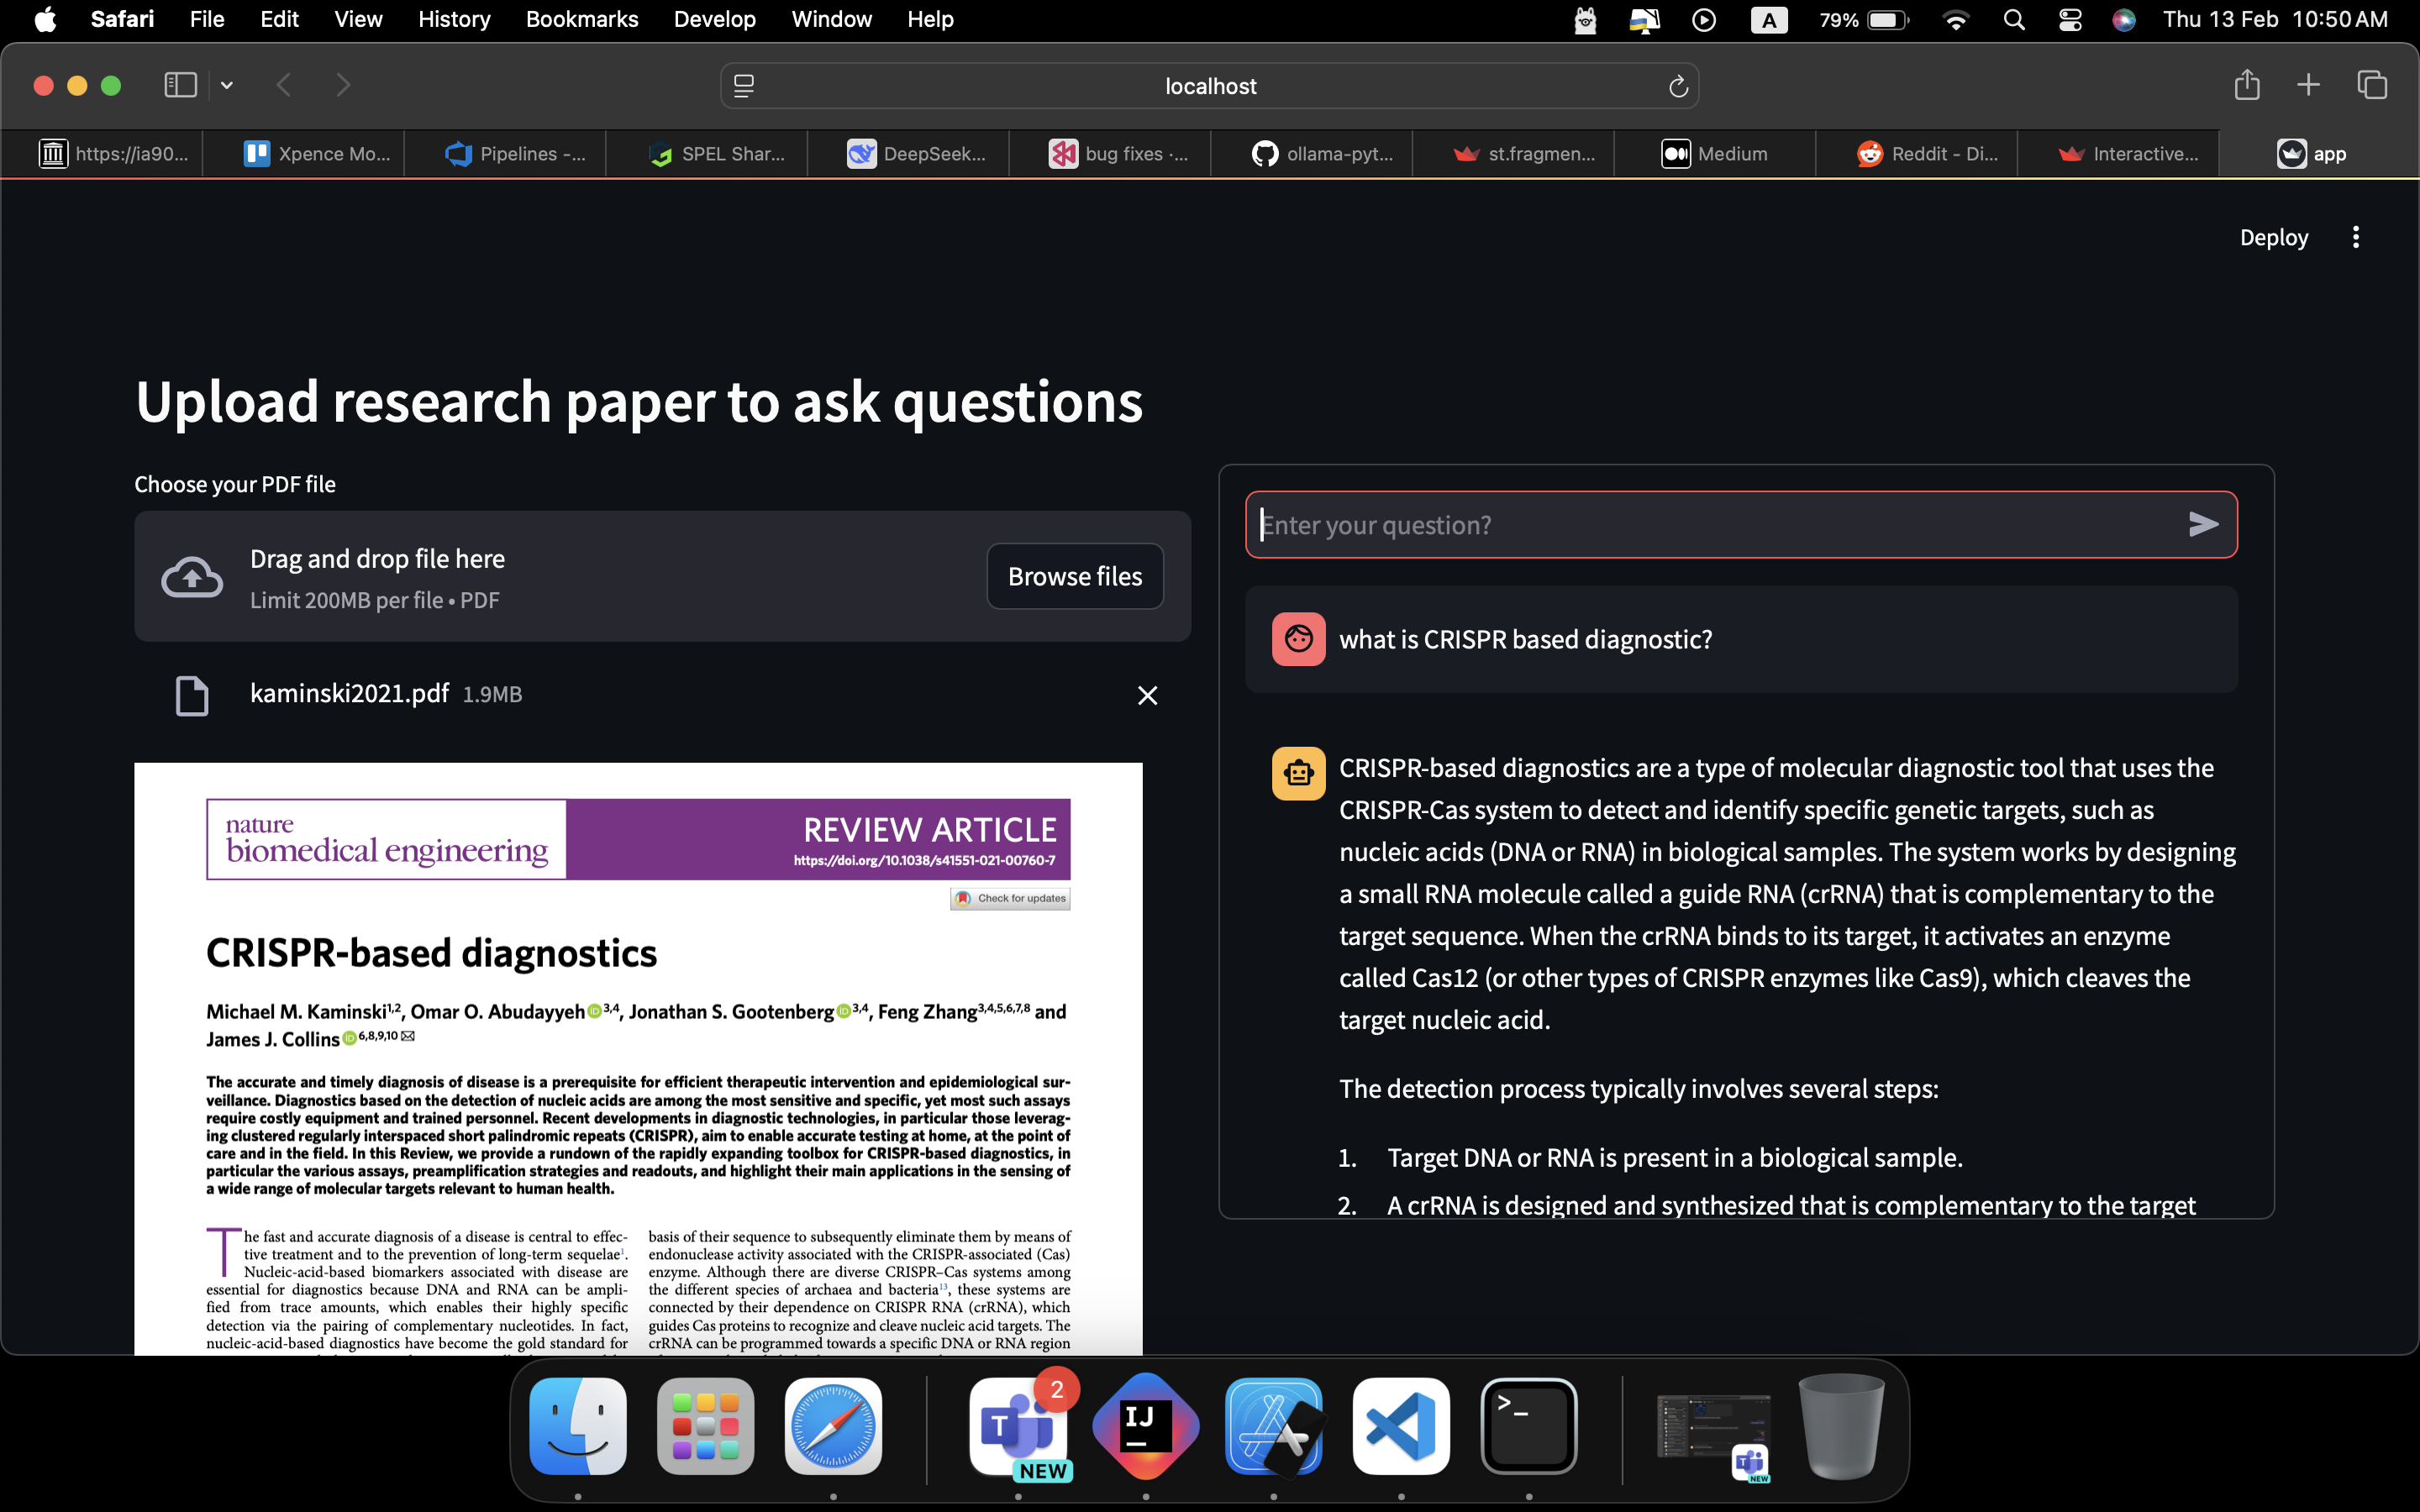 Safari File Edit View History Bookmarks Develop Window Help
A 79% Thu 13 Feb 10:50 AM
localhost
https://ia90... Xpence Mo... Pipelines -... SPEL Shar... DeepSeek... bug fixes ·... ollama-pyt... st.fragmen... Medium Reddit - Di... Interactive... app
Deploy
Upload research paper to ask questions
Choose your PDF file
Drag and drop file here
Limit 200MB per file • PDF
Browse files
kaminski2021.pdf 1.9MB
nature
biomedical engineering
REVIEW ARTICLE
https://doi.org/10.1038/s41551-021-00760-7
Check for updates
CRISPR-based diagnostics
Michael M. Kaminski1,2, Omar O. Abudayyeh 3,4, Jonathan S. Gootenberg 3,4, Feng Zhang3,4,5,6,7,8 and
James J. Collins 6,8,9,10 ✉
The accurate and timely diagnosis of disease is a prerequisite for efficient therapeutic intervention and epidemiological sur-
veillance. Diagnostics based on the detection of nucleic acids are among the most sensitive and specific, yet most such assays
require costly equipment and trained personnel. Recent developments in diagnostic technologies, in particular those leverag-
ing clustered regularly interspaced short palindromic repeats (CRISPR), aim to enable accurate testing at home, at the point of
care and in the field. In this Review, we provide a rundown of the rapidly expanding toolbox for CRISPR-based diagnostics, in
particular the various assays, preamplification strategies and readouts, and highlight their main applications in the sensing of
a wide range of molecular targets relevant to human health.
The fast and accurate diagnosis of a disease is central to effec-
tive treatment and to the prevention of long-term sequelae1.
Nucleic-acid-based biomarkers associated with disease are
essential for diagnostics because DNA and RNA can be ampli-
fied from trace amounts, which enables their highly specific
detection via the pairing of complementary nucleotides. In fact,
nucleic-acid-based diagnostics have become the gold standard for
basis of their sequence to subsequently eliminate them by means of
endonuclease activity associated with the CRISPR-associated (Cas)
enzyme. Although there are diverse CRISPR–Cas systems among
the different species of archaea and bacteria13, these systems are
connected by their dependence on CRISPR RNA (crRNA), which
guides Cas proteins to recognize and cleave nucleic acid targets. The
crRNA can be programmed towards a specific DNA or RNA region
Enter your question?
what is CRISPR based diagnostic?
CRISPR-based diagnostics are a type of molecular diagnostic tool that uses the
CRISPR-Cas system to detect and identify specific genetic targets, such as
nucleic acids (DNA or RNA) in biological samples. The system works by designing
a small RNA molecule called a guide RNA (crRNA) that is complementary to the
target sequence. When the crRNA binds to its target, it activates an enzyme
called Cas12 (or other types of CRISPR enzymes like Cas9), which cleaves the
target nucleic acid.
The detection process typically involves several steps:
1. Target DNA or RNA is present in a biological sample.
2. A crRNA is designed and synthesized that is complementary to the target
T 2 NEW
IJ
>_
T NEW